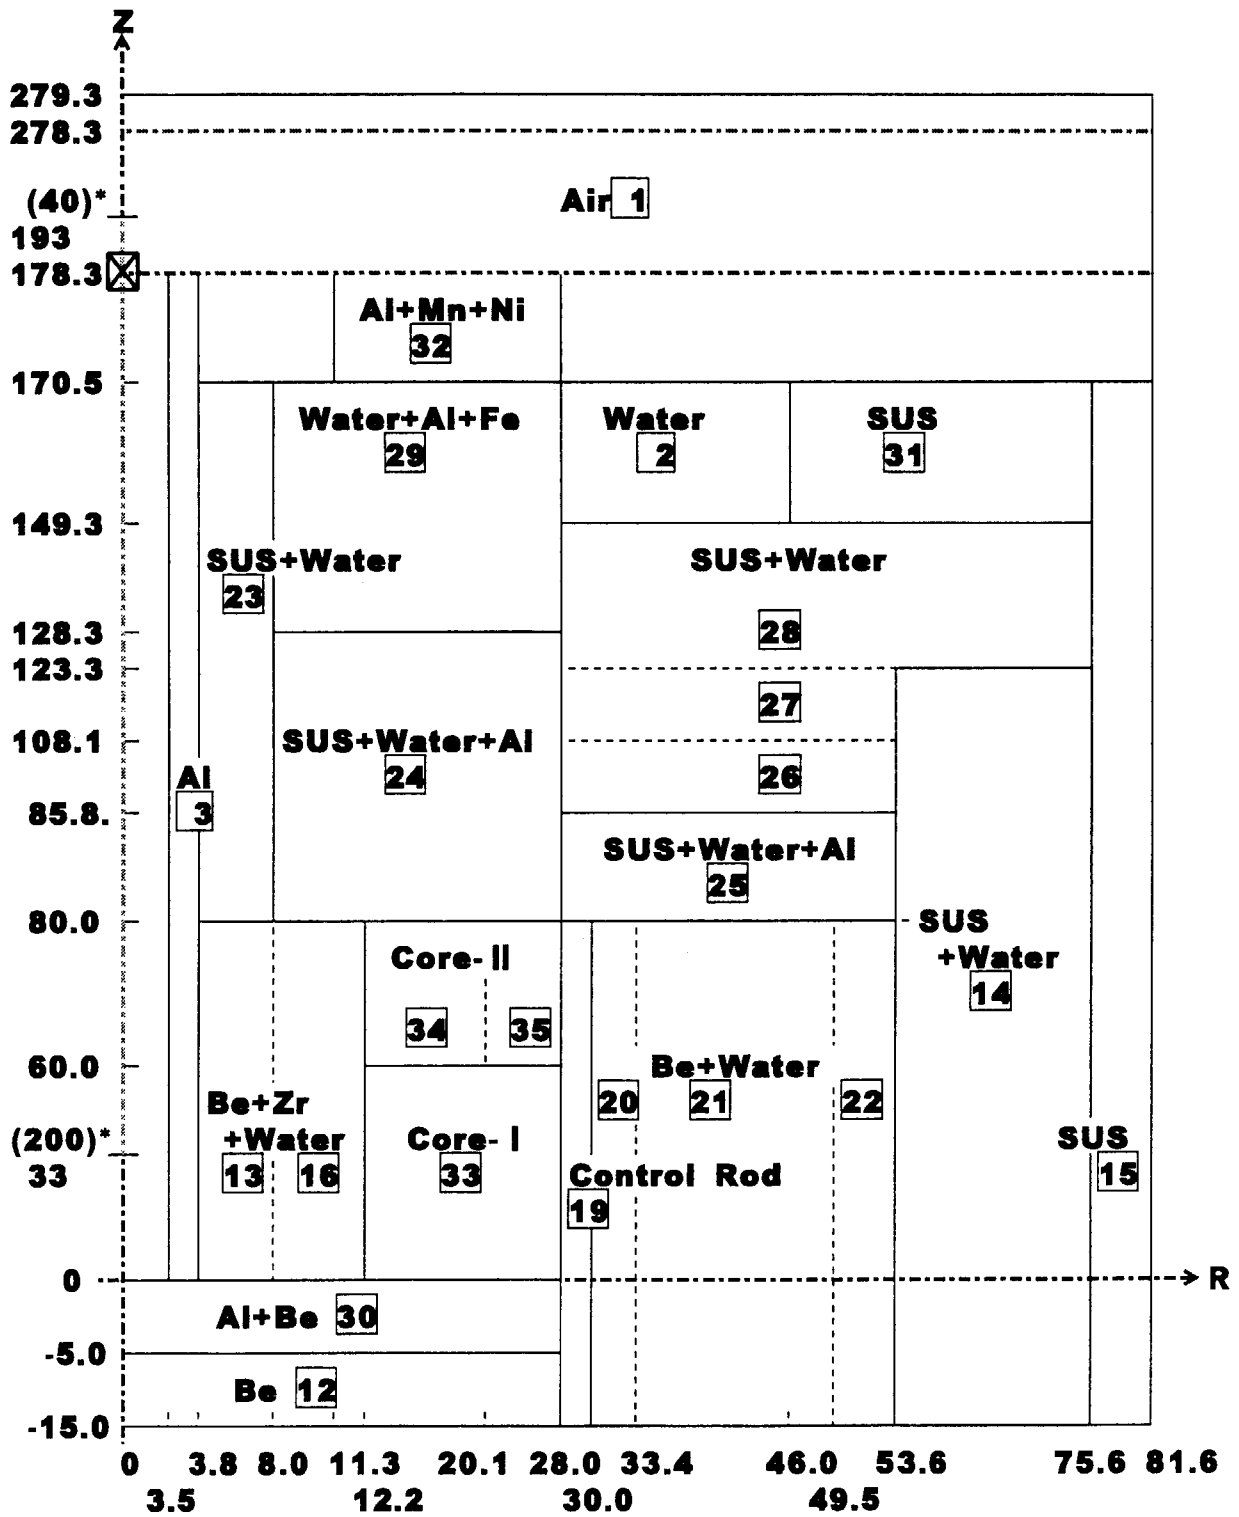 Z
279.3
278.3
(40)*
Air 1
193
178.3
Al+Mn+Ni
32
170.5
Water+Al+Fe
Water
SUS
29
2
31
149.3
SUS+Water
SUS+Water
23
128.3
28
123.3
27
108.1
SUS+Water+Al
24
26
Al
85.8.
3
SUS+Water+Al
25
80.0
SUS
+Water
Core-II
14
34
35
60.0
Be+Water
Be+Zr
20
21
22
(200)*
+Water
Core-I
SUS
33
13
16
33
Control Rod
15
19
0
R
Al+Be 30
-5.0
Be 12
-15.0
0 3.8 8.0 11.3 20.1 28.0 33.4 46.0 53.6 75.6 81.6
3.5 12.2 30.0 49.5